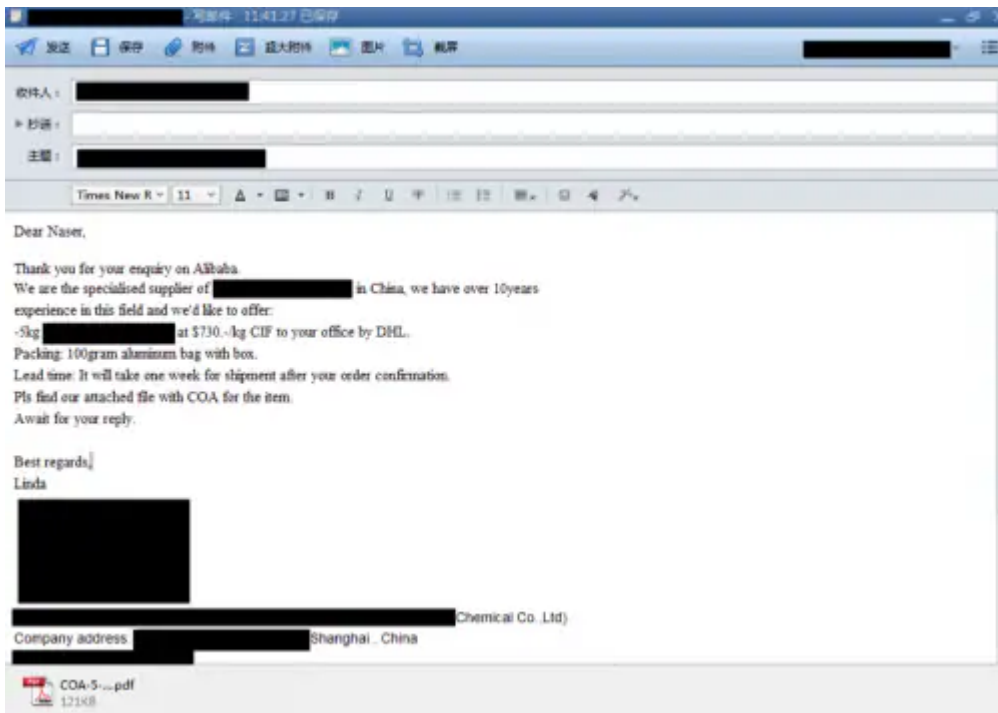 -写邮件 11:41:27 已保存
发送 保存 附件 超大附件 图片 截屏
收件人：
抄送：
主题：
Times New R 11 A B I U
Dear Naser,
Thank you for your enquiry on Alibaba.
We are the specialised supplier of in China, we have over 10years
experience in this field and we'd like to offer:
-5kg at $730.-/kg CIF to your office by DHL.
Packing: 100gram aluminum bag with box.
Lead time: It will take one week for shipment after your order confirmation.
Pls find our attached file with COA for the item.
Await for your reply.
Best regards,
Linda
Chemical Co.,Ltd)
Company address Shanghai , China
COA-5-...pdf
121KB